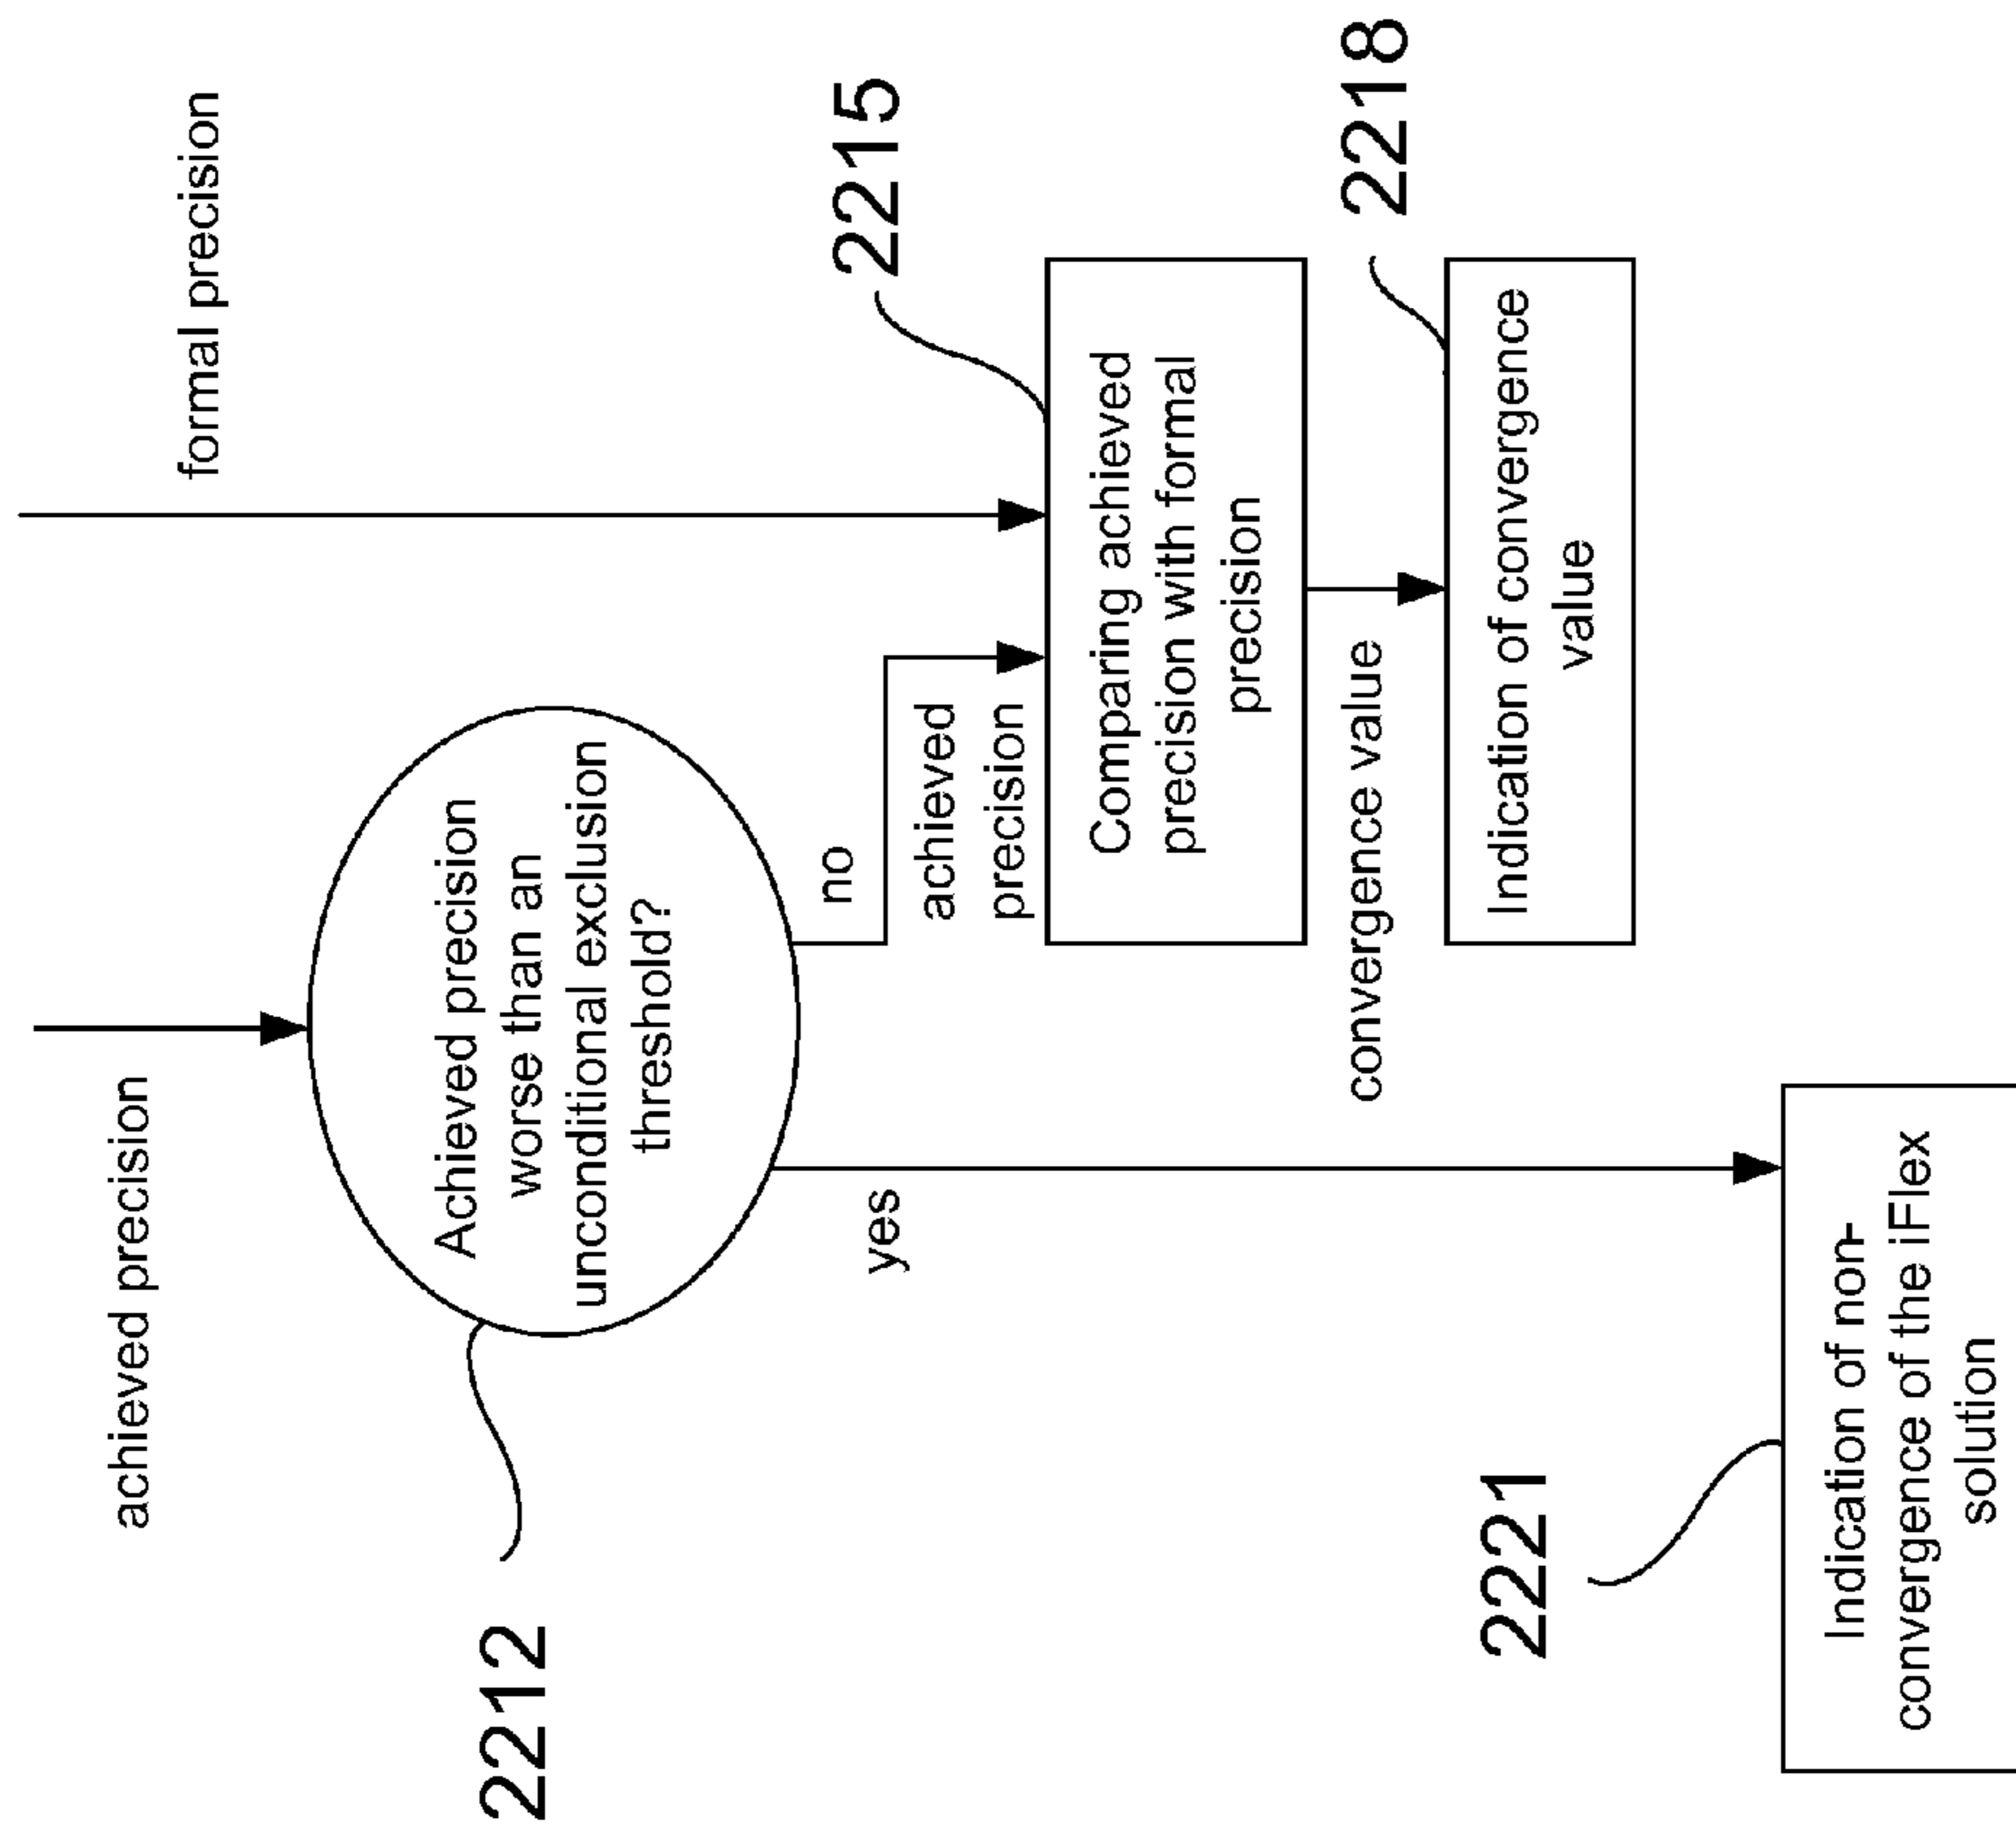 achieved precision
formal precision
2212
Achieved precision
worse than an
unconditional exclusion
threshold?
no
yes
achieved
precision
2215
Comparing achieved
precision with formal
precision
convergence value
2218
Indication of convergence
value
2221
Indication of non-
convergence of the iFlex
solution